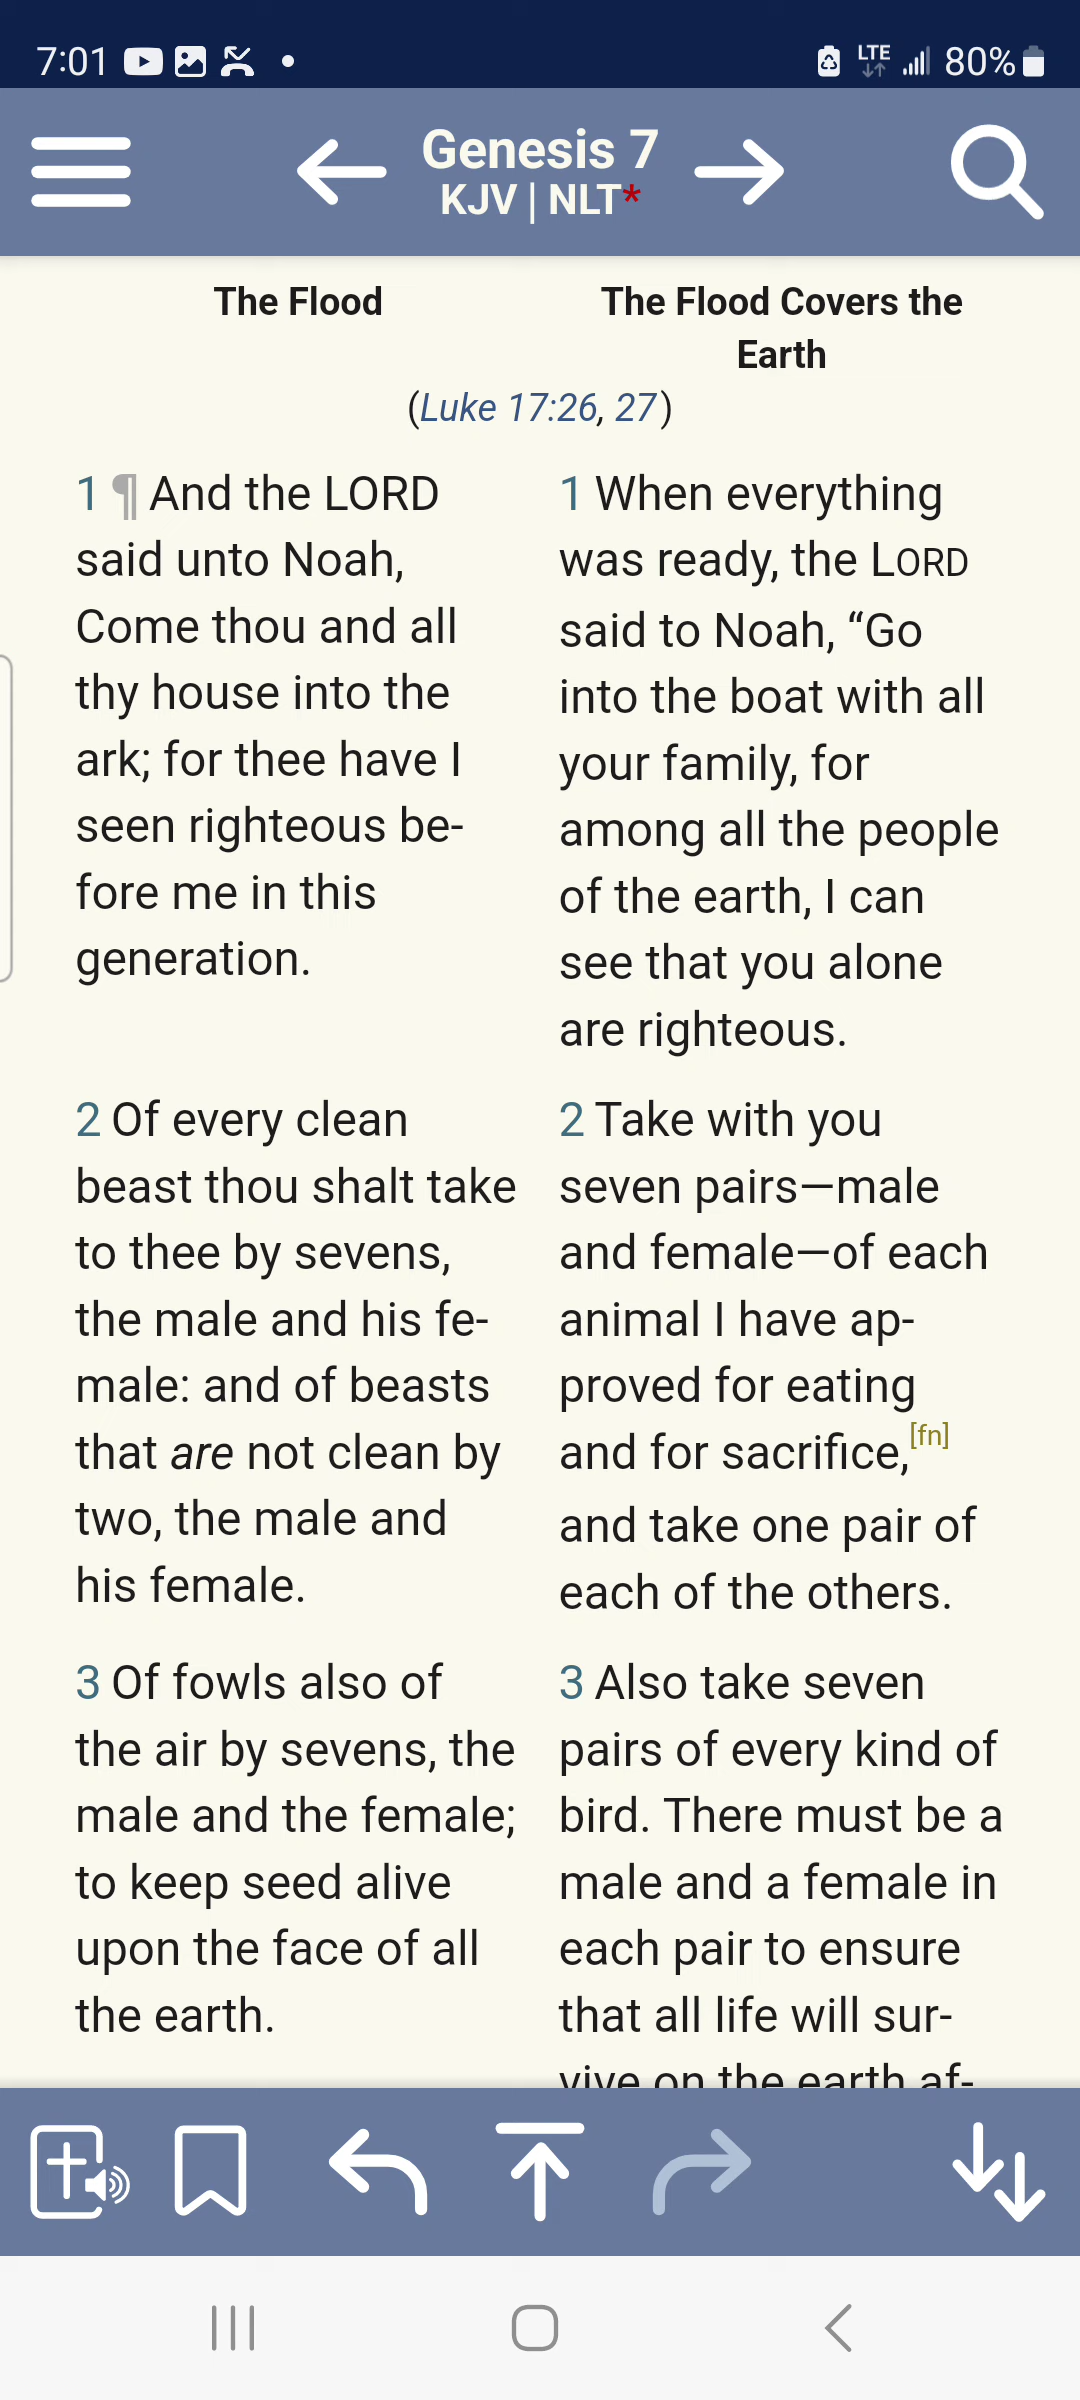 7:01 LTE 80%
Genesis 7
KJV | NLT*
The Flood
The Flood Covers the
Earth
(Luke 17:26, 27)
1 ¶ And the LORD
said unto Noah,
Come thou and all
thy house into the
ark; for thee have I
seen righteous be-
fore me in this
generation.
1 When everything
was ready, the LORD
said to Noah, “Go
into the boat with all
your family, for
among all the people
of the earth, I can
see that you alone
are righteous.
2 Of every clean
beast thou shalt take
to thee by sevens,
the male and his fe-
male: and of beasts
that are not clean by
two, the male and
his female.
2 Take with you
seven pairs—male
and female—of each
animal I have ap-
proved for eating
and for sacrifice,[fn]
and take one pair of
each of the others.
3 Of fowls also of
the air by sevens, the
male and the female;
to keep seed alive
upon the face of all
the earth.
3 Also take seven
pairs of every kind of
bird. There must be a
male and a female in
each pair to ensure
that all life will sur-
vive on the earth af-